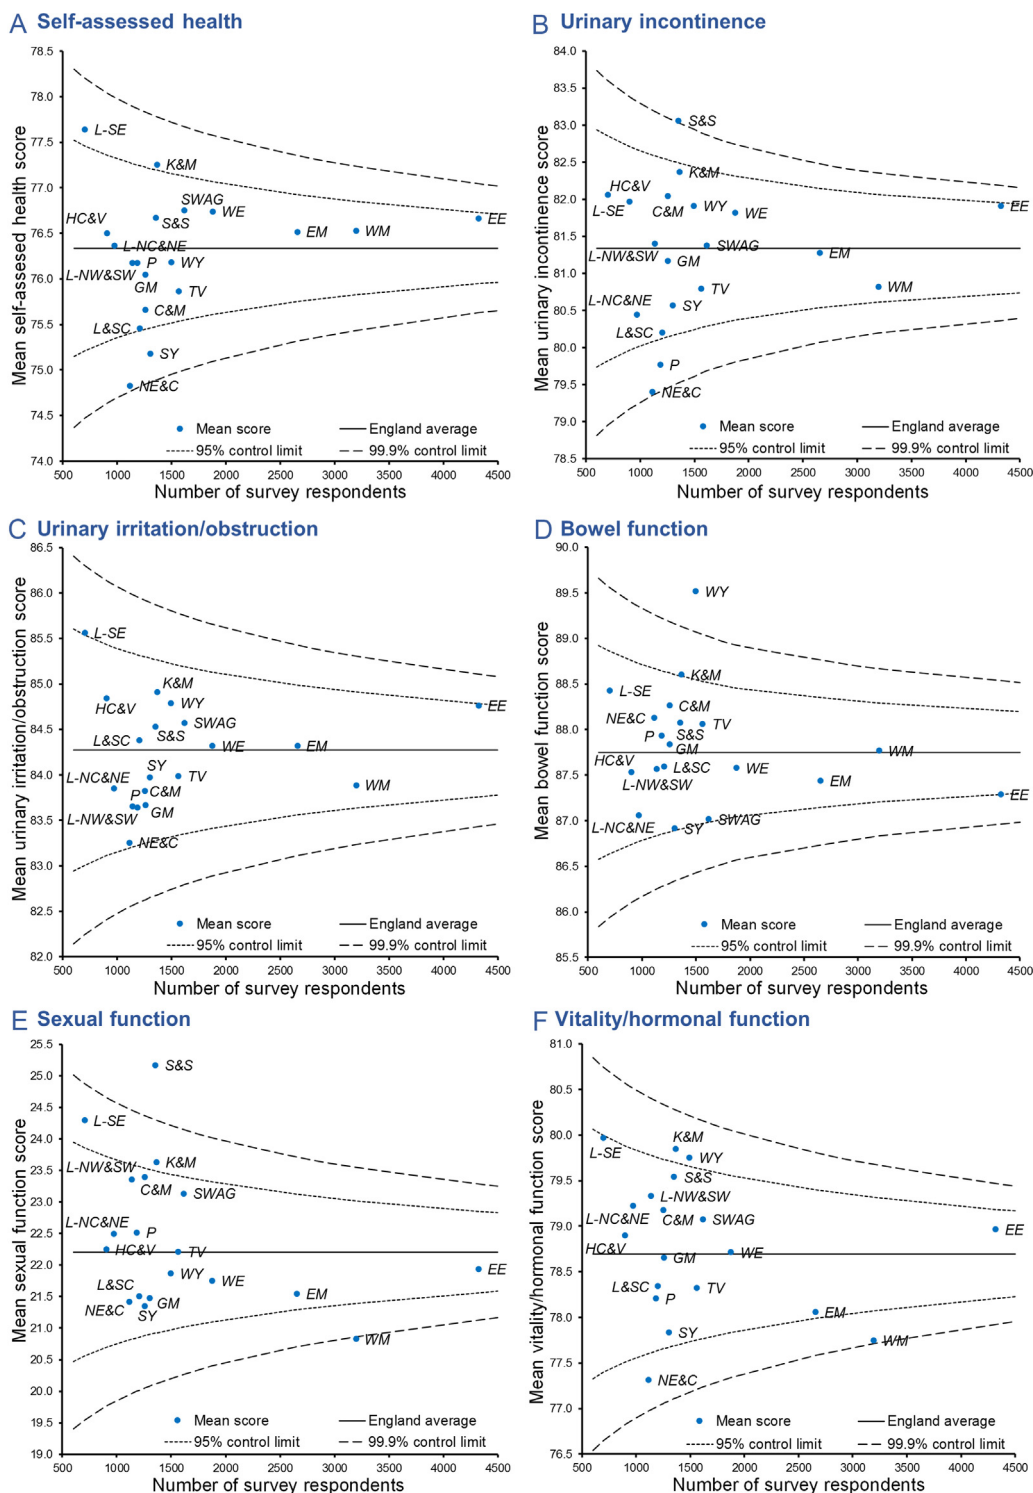 A Self-assessed health
Mean self-assessed health score
78.5
78.0
77.5
77.0
76.5
76.0
75.5
75.0
74.5
74.0
L-SE
K&M
SWAG
HC&V
S&S
WE
EE
EM
WM
L-NC&NE
P
WY
L-NW&SW
GM
TV
C&M
L&SC
SY
NE&C
Mean score
England average
95% control limit
99.9% control limit
500 1000 1500 2000 2500 3000 3500 4000 4500
Number of survey respondents
B Urinary incontinence
Mean urinary incontinence score
84.0
83.5
83.0
82.5
82.0
81.5
81.0
80.5
80.0
79.5
79.0
78.5
S&S
K&M
HC&V
L-SE
C&M
WY
WE
EE
L-NW&SW
SWAG
GM
EM
TV
WM
L-NC&NE
SY
L&SC
P
NE&C
Mean score
England average
95% control limit
99.9% control limit
500 1000 1500 2000 2500 3000 3500 4000 4500
Number of survey respondents
C Urinary irritation/obstruction
Mean urinary irritation/obstruction score
86.5
86.0
85.5
85.0
84.5
84.0
83.5
83.0
82.5
82.0
L-SE
K&M
HC&V
WY
EE
SWAG
L&SC
S&S
WE
EM
SY
L-NC&NE
TV
WM
P
C&M
L-NW&SW
GM
NE&C
Mean score
England average
95% control limit
99.9% control limit
500 1000 1500 2000 2500 3000 3500 4000 4500
Number of survey respondents
D Bowel function
Mean bowel function score
90.0
89.5
89.0
88.5
88.0
87.5
87.0
86.5
86.0
85.5
WY
K&M
L-SE
C&M
NE&C
TV
P
S&S
GM
WM
HC&V
L&SC
WE
L-NW&SW
EM
EE
L-NC&NE
SY
SWAG
Mean score
England average
95% control limit
99.9% control limit
500 1000 1500 2000 2500 3000 3500 4000 4500
Number of survey respondents
E Sexual function
Mean sexual function score
25.5
25.0
24.5
24.0
23.5
23.0
22.5
22.0
21.5
21.0
20.5
20.0
19.5
19.0
S&S
L-SE
L-NW&SW
K&M
C&M
SWAG
L-NC&NE
P
HC&V
TV
WY
WE
EE
L&SC
EM
NE&C
GM
SY
WM
Mean score
England average
95% control limit
99.9% control limit
500 1000 1500 2000 2500 3000 3500 4000 4500
Number of survey respondents
F Vitality/hormonal function
Mean vitality/hormonal function score
81.0
80.5
80.0
79.5
79.0
78.5
78.0
77.5
77.0
76.5
K&M
L-SE
WY
S&S
L-NW&SW
L-NC&NE
C&M
SWAG
EE
HC&V
WE
GM
L&SC
TV
P
EM
SY
WM
NE&C
Mean score
England average
95% control limit
99.9% control limit
500 1000 1500 2000 2500 3000 3500 4000 4500
Number of survey respondents